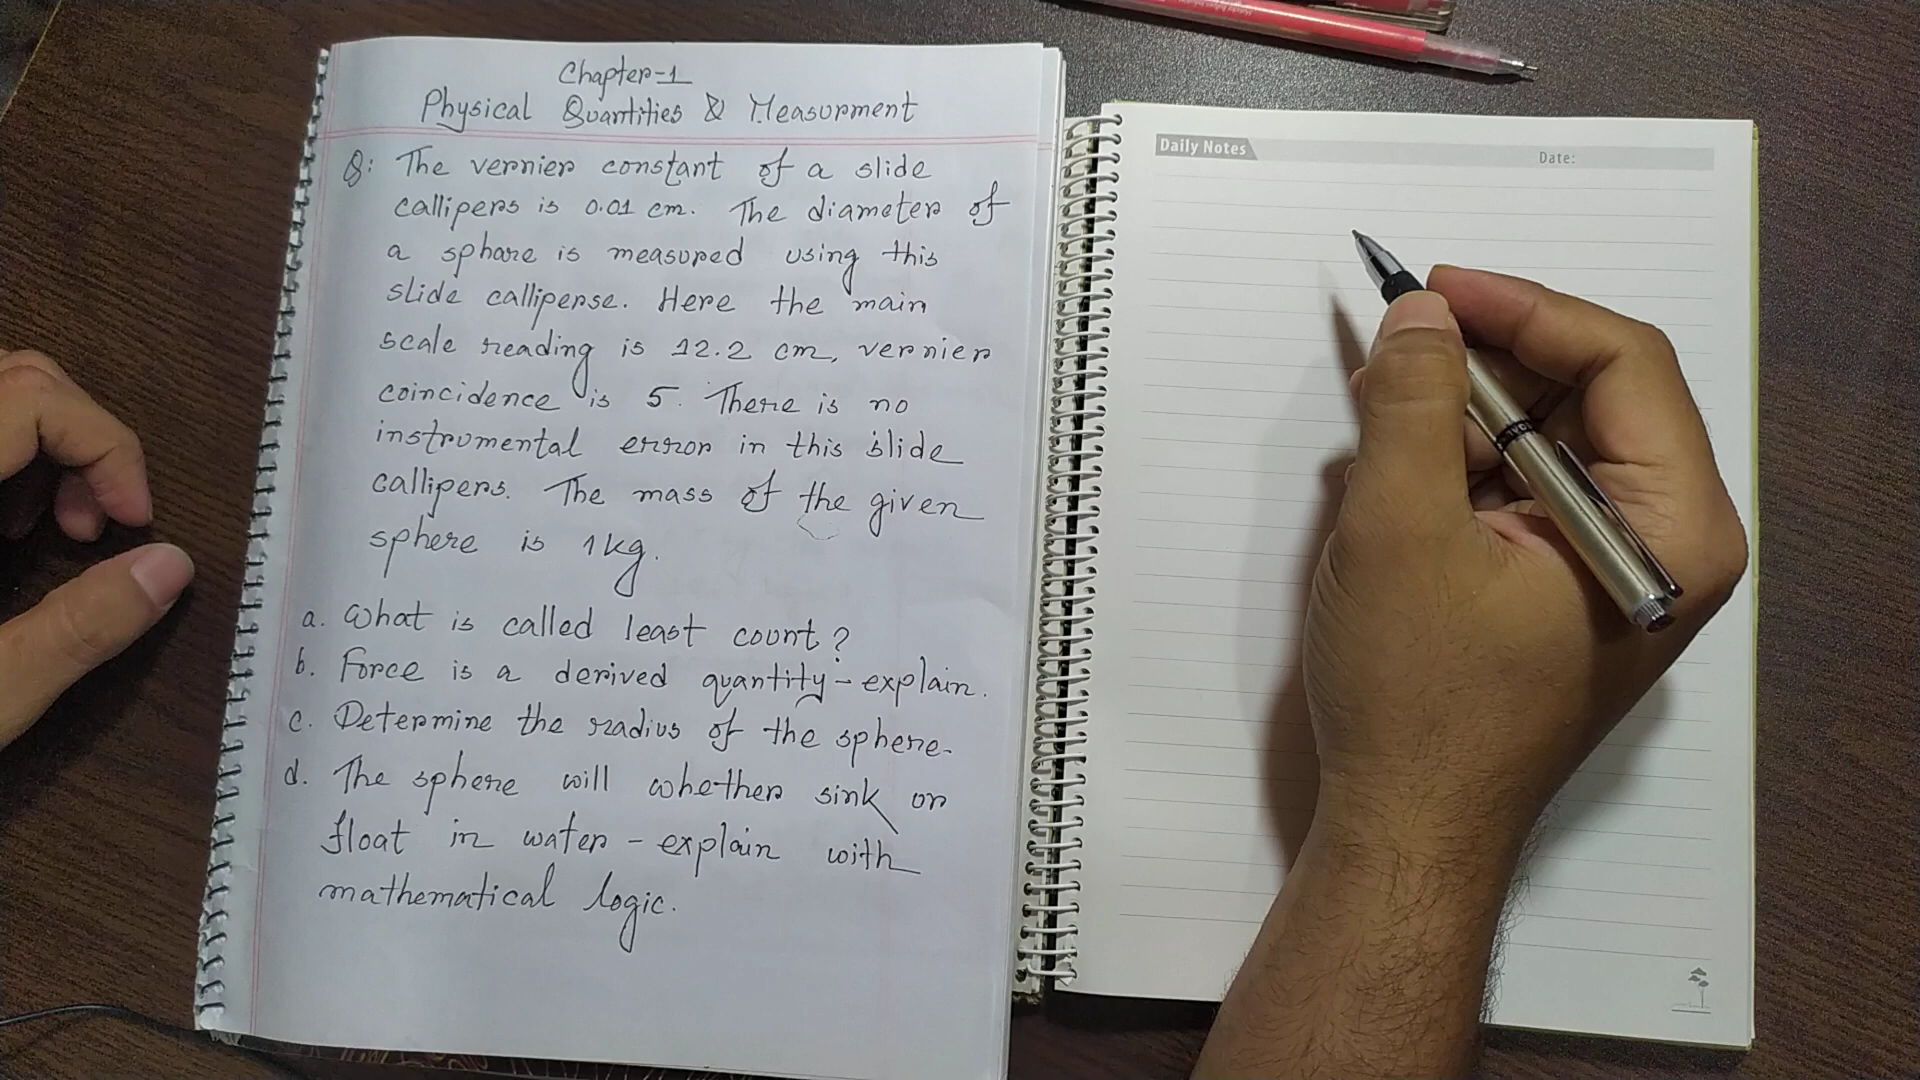 Chapter-1
Physical Quantities & Measurment
Q: The vernier constant of a slide
callipers is 0.01 cm. The diameter of
a sphare is measured using this
slide calliperse. Here the main
scale reading is 12.2 cm, vernier
coincidence is 5. There is no
instrumental error in this slide
callipers. The mass of the given
sphere is 1kg.
a. What is called least count?
b. Force is a derived quantity - explain.
c. Determine the radius of the sphere.
d. The sphere will whether sink or
float in water - explain with
mathematical logic.
Daily Notes
Date: